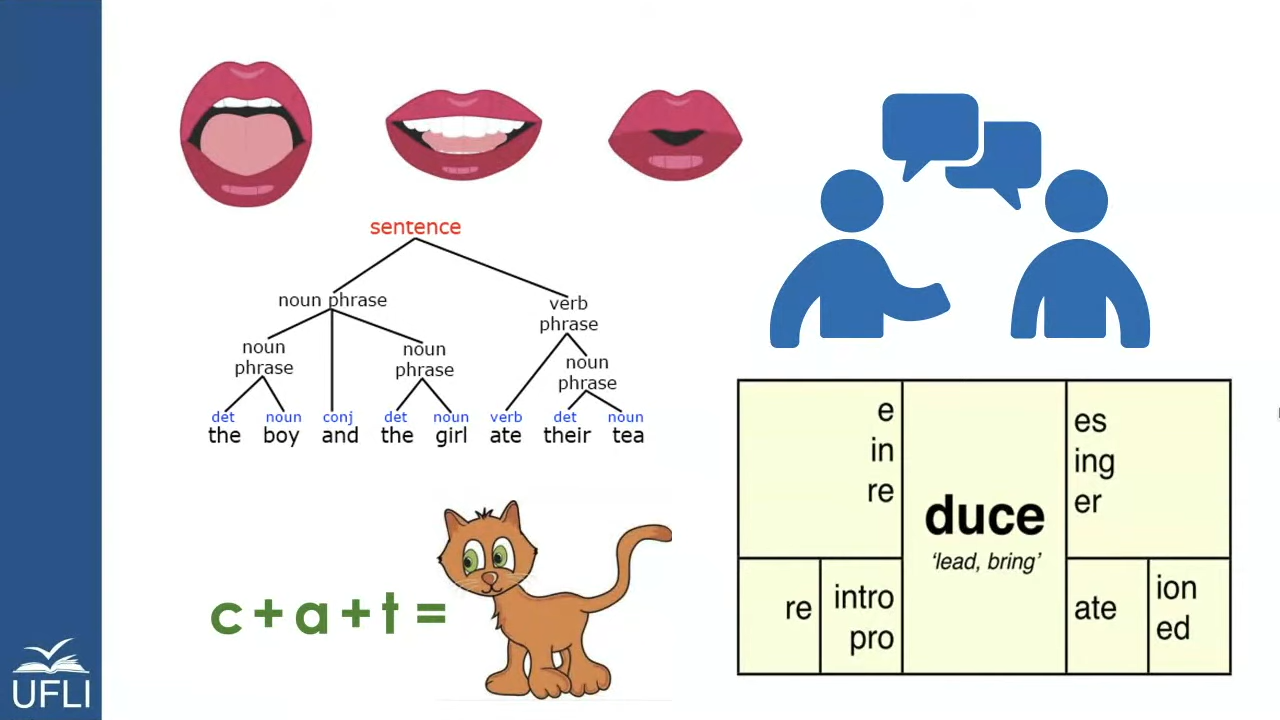 sentence
noun phrase
verb
phrase
noun
phrase
noun
phrase
noun
phrase
det noun conj det noun verb det noun
the boy and the girl ate their tea
c + a + t =
e
in
re
duce
'lead, bring'
es
ing
er
re
intro
pro
ate
ion
ed
UFLI